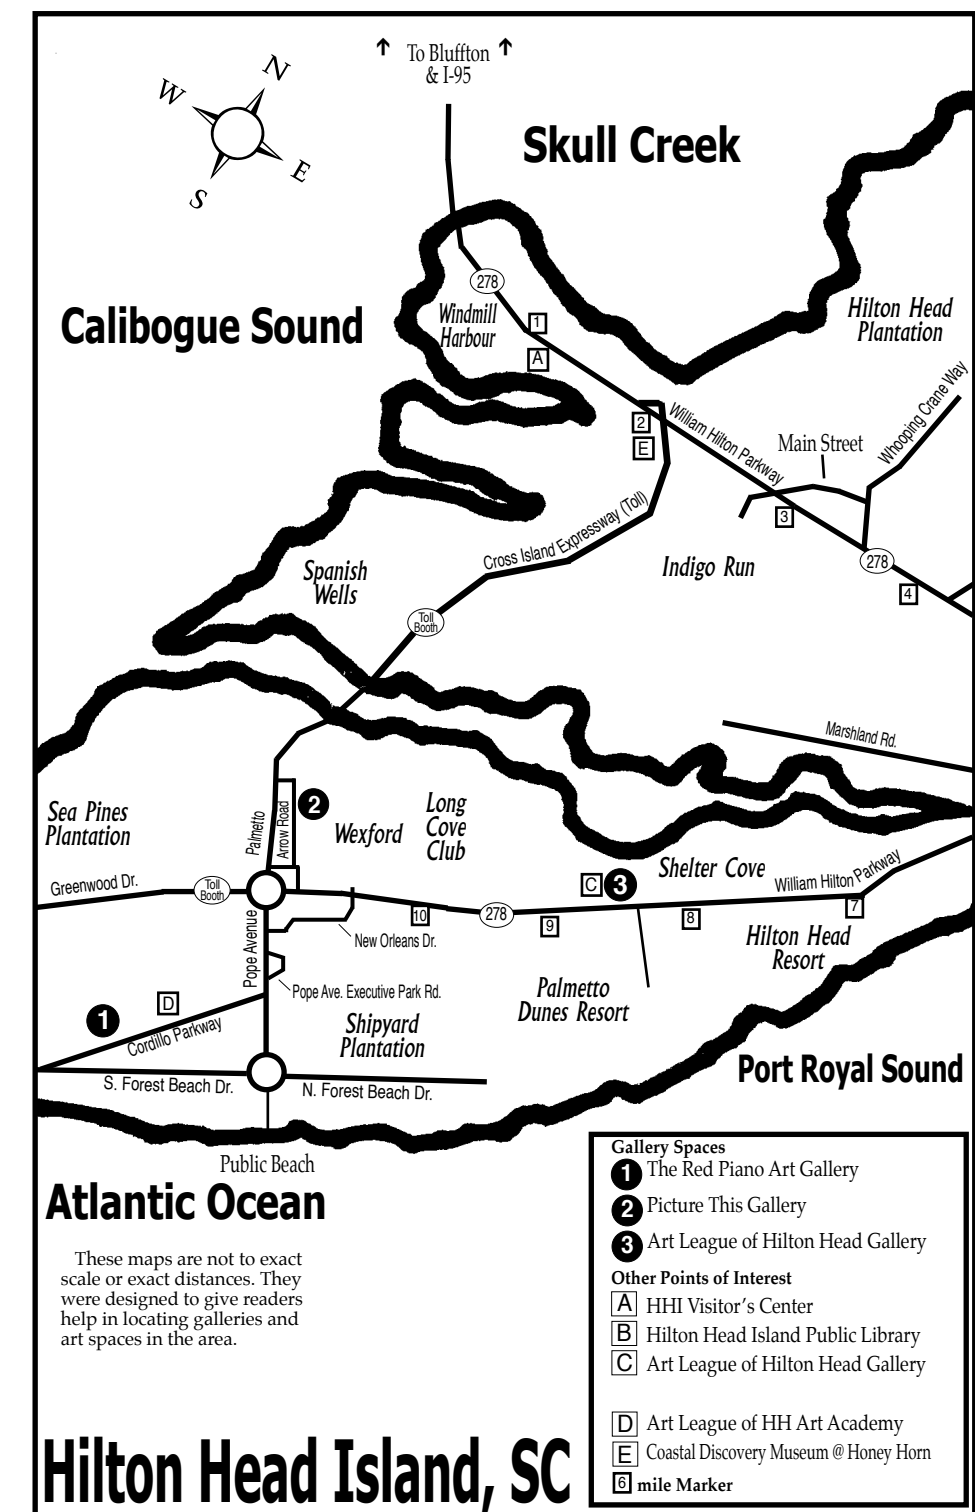 ↑ To Bluffton ↑
& I-95
N
W
E
S
Skull Creek
278
Calibogue Sound
Windmill
Harbour
1
A
Hilton Head
Plantation
2
E
William Hilton Parkway
Main Street
Whooping Crane Way
3
Cross Island Expressway (Toll)
Indigo Run
278
4
Spanish
Wells
Toll
Booth
Marshland Rd.
Sea Pines
Plantation
Palmetto
Arrow Road
2
Wexford
Long
Cove
Club
Shelter Cove
Greenwood Dr.
Toll
Booth
C
3
William Hilton Parkway
10
278
9
8
7
Pope Avenue
New Orleans Dr.
Hilton Head
Resort
Pope Ave. Executive Park Rd.
Palmetto
Dunes Resort
D
1
Cordillo Parkway
Shipyard
Plantation
Port Royal Sound
S. Forest Beach Dr.
N. Forest Beach Dr.
Public Beach
Atlantic Ocean
These maps are not to exact
scale or exact distances. They
were designed to give readers
help in locating galleries and
art spaces in the area.
Hilton Head Island, SC
Gallery Spaces
1 The Red Piano Art Gallery
2 Picture This Gallery
3 Art League of Hilton Head Gallery
Other Points of Interest
A HHI Visitor's Center
B Hilton Head Island Public Library
C Art League of Hilton Head Gallery
D Art League of HH Art Academy
E Coastal Discovery Museum @ Honey Horn
6 mile Marker